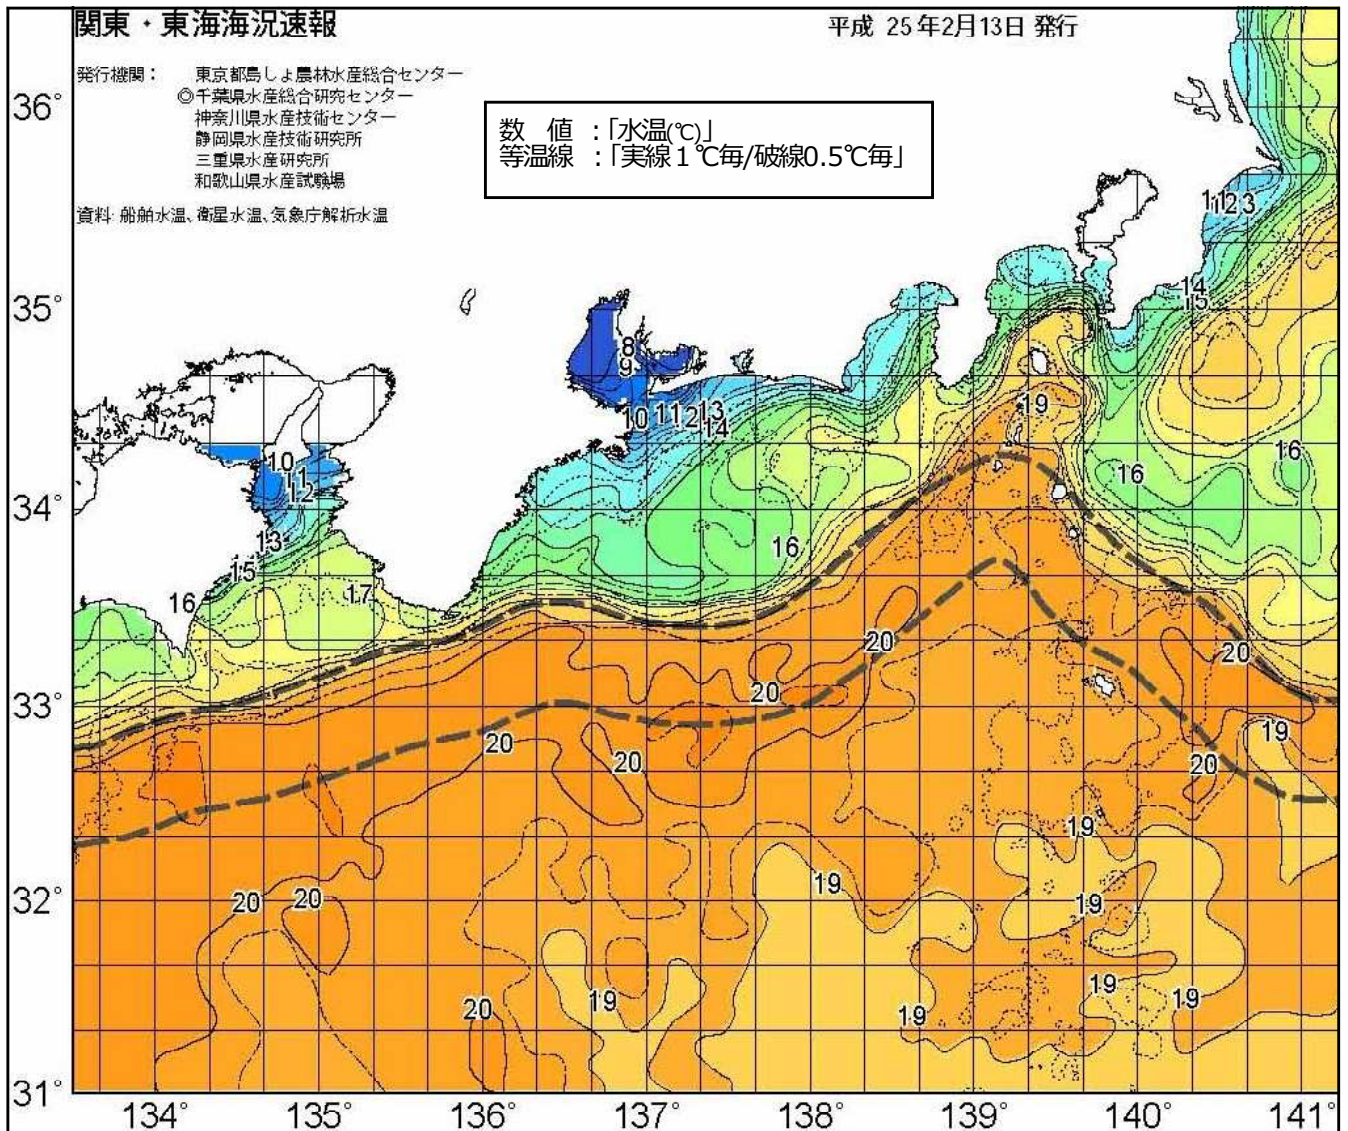 関東・東海海況速報
平成 25年2月13日 発行
発行機関： 東京都島しょ農林水産総合センター
◎千葉県水産総合研究センター
神奈川県水産技術センター
静岡県水産技術研究所
三重県水産研究所
和歌山県水産試験場
資料 船舶水温、衛星水温、気象庁解析水温
数 値 ：「水温(℃)」
等温線 ：「実線１℃毎/破線0.5℃毎」
36°
11 12 13
35°
14
15
8
9
10 11 12 13
14
19
10
11
12
16 16
34°
13
15
16
16 17
20 20
33°
20
19
20 20 20
19
19
32°
20 20 19
19
20 19 19 19 19
31°
134° 135° 136° 137° 138° 139° 140° 141°